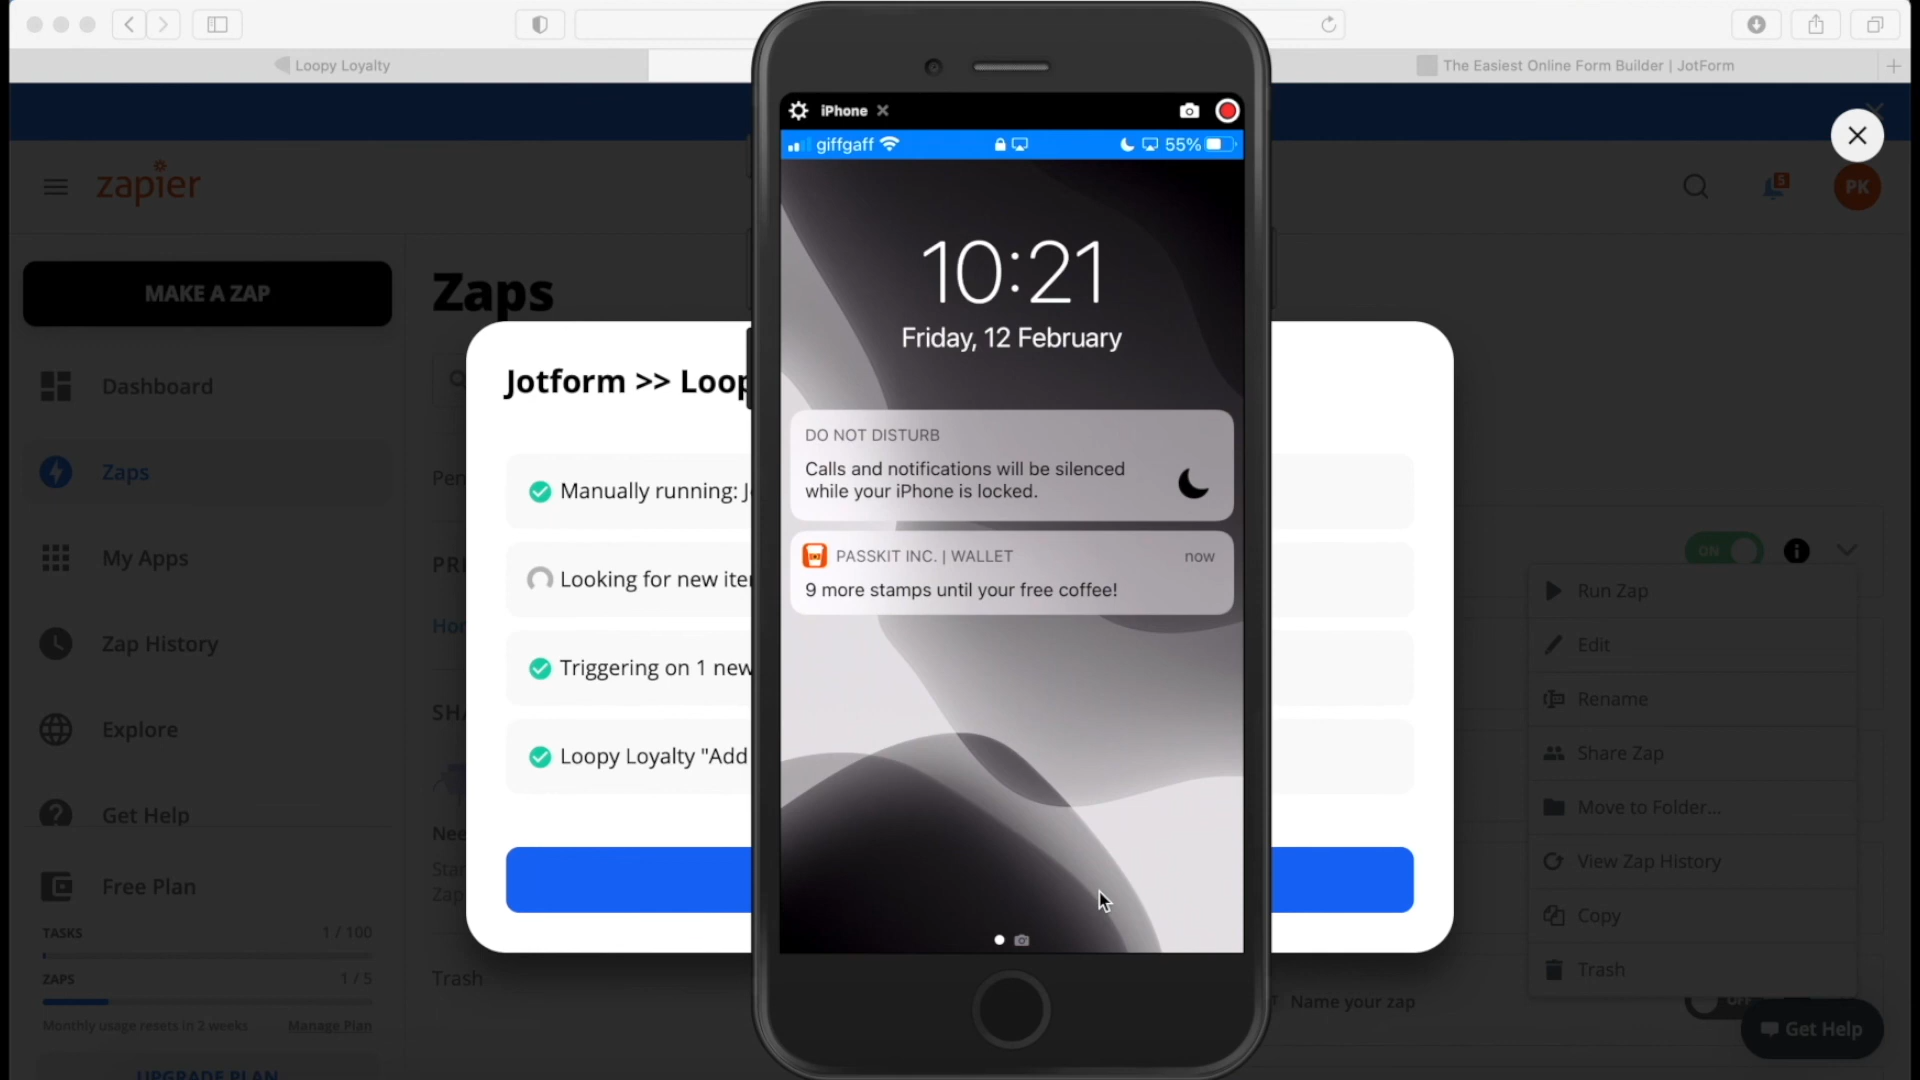 Loopy Loyalty
The Easiest Online Form Builder | JotForm
iPhone
giffgaff
55%
zapier
5
PK
10:21
Friday, 12 February
MAKE A ZAP
Zaps
Dashboard
Zaps
My Apps
Zap History
Explore
Get Help
Free Plan
TASKS 1 / 100
ZAPS 1 / 5
Monthly usage resets in 2 weeks Manage Plan
UPGRADE PLAN
Trash
Jotform >> Loop
Manually running: J
Looking for new iter
Triggering on 1 new
Loopy Loyalty "Add
DO NOT DISTURB
Calls and notifications will be silenced
while your iPhone is locked.
PASSKIT INC. | WALLET now
9 more stamps until your free coffee!
ON
Run Zap
Edit
Rename
Share Zap
Move to Folder...
View Zap History
Copy
Trash
Name your zap
Get Help